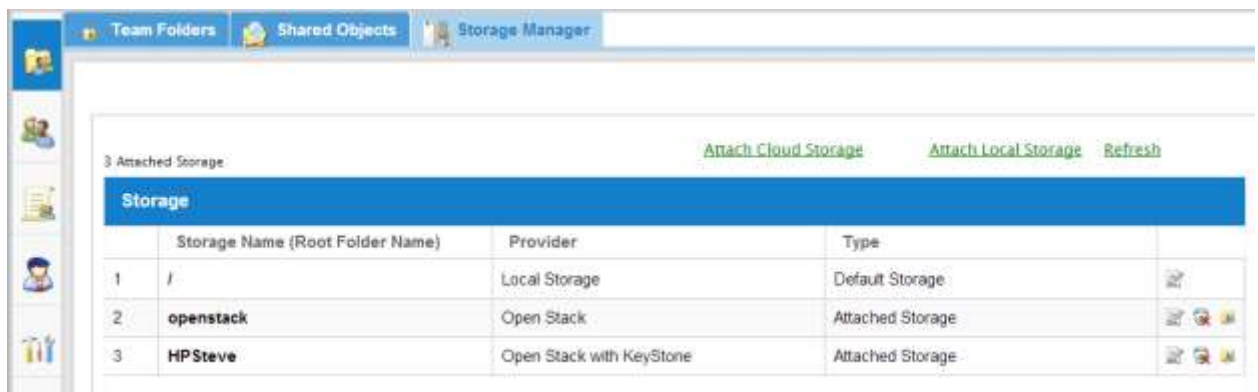 Team Folders Shared Objects Storage Manager
3 Attached Storage Attach Cloud Storage Attach Local Storage Refresh
Storage
Storage Name (Root Folder Name) Provider Type
1 / Local Storage Default Storage
2 openstack Open Stack Attached Storage
3 HPSteve Open Stack with KeyStone Attached Storage